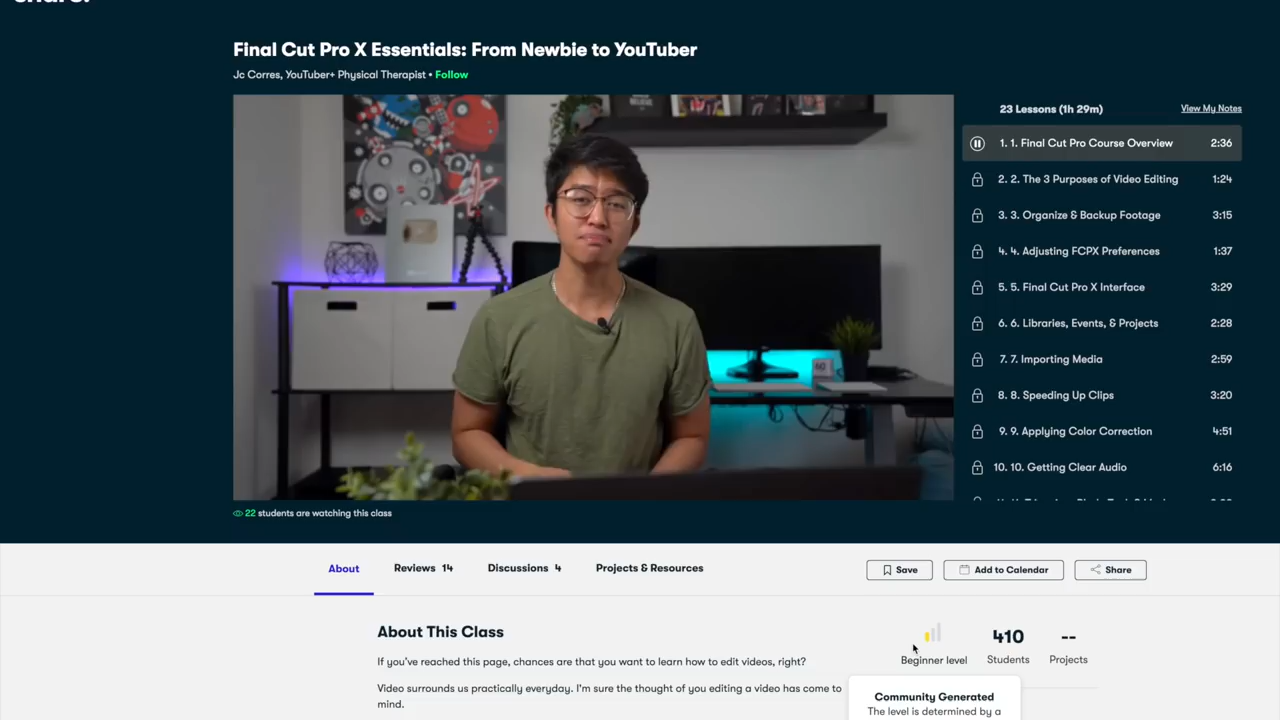 share.
Final Cut Pro X Essentials: From Newbie to YouTuber
Jc Corres, YouTuber+ Physical Therapist • Follow
23 Lessons (1h 29m)
View My Notes
1. 1. Final Cut Pro Course Overview 2:36
2. 2. The 3 Purposes of Video Editing 1:24
3. 3. Organize & Backup Footage 3:15
4. 4. Adjusting FCPX Preferences 1:37
5. 5. Final Cut Pro X Interface 3:29
6. 6. Libraries, Events, & Projects 2:28
7. 7. Importing Media 2:59
8. 8. Speeding Up Clips 3:20
9. 9. Applying Color Correction 4:51
10. 10. Getting Clear Audio 6:16
BELIEVE
22 students are watching this class
About Reviews 14 Discussions 4 Projects & Resources
Save Add to Calendar Share
About This Class
If you've reached this page, chances are that you want to learn how to edit videos, right?
Video surrounds us practically everyday. I'm sure the thought of you editing a video has come to
mind.
410 --
Beginner level Students Projects
Community Generated
The level is determined by a